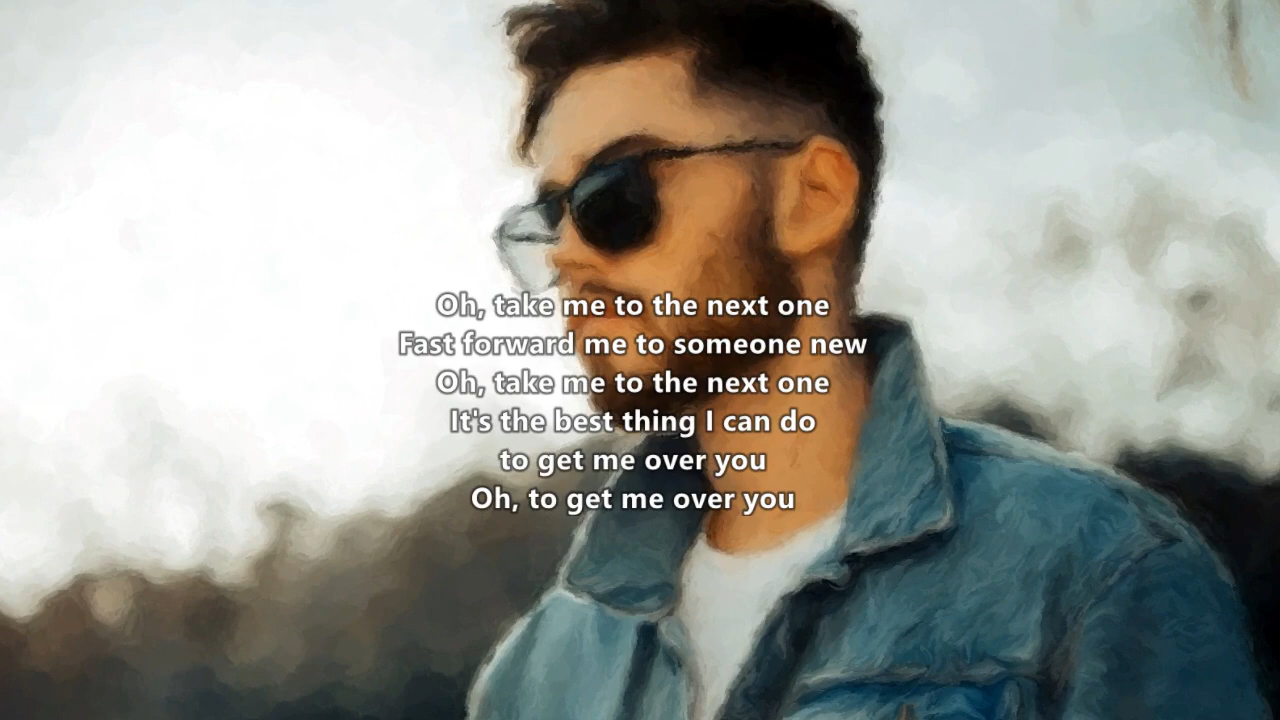 Oh, take me to the next one
Fast forward me to someone new
Oh, take me to the next one
It's the best thing I can do
to get me over you
Oh, to get me over you